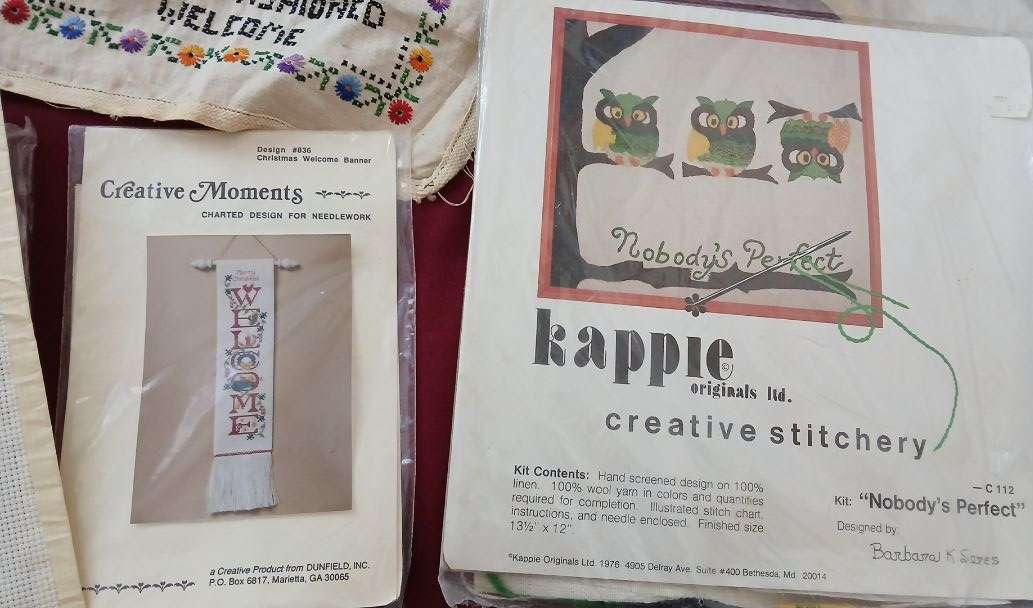 WELCOME
Design #836
Christmas Welcome Banner
Creative Moments
CHARTED DESIGN FOR NEEDLEWORK
Merry
Christmas
WELCOME
a Creative Product from DUNFIELD, INC.
P.O. Box 6817, Marietta, GA 30065
Nobody's Perfect
kappie
originals ltd.
creative stitchery
Kit Contents: Hand screened design on 100%
linen. 100% wool yarn in colors and quantities
required for completion. Illustrated stitch chart,
instructions, and needle enclosed. Finished size
13½" x 12".
— C 112
Kit: "Nobody's Perfect"
Designed by:
Barbara K
©Kappie Originals Ltd. 1976 4905 Delray Ave. Suite #400 Bethesda, Md 20014